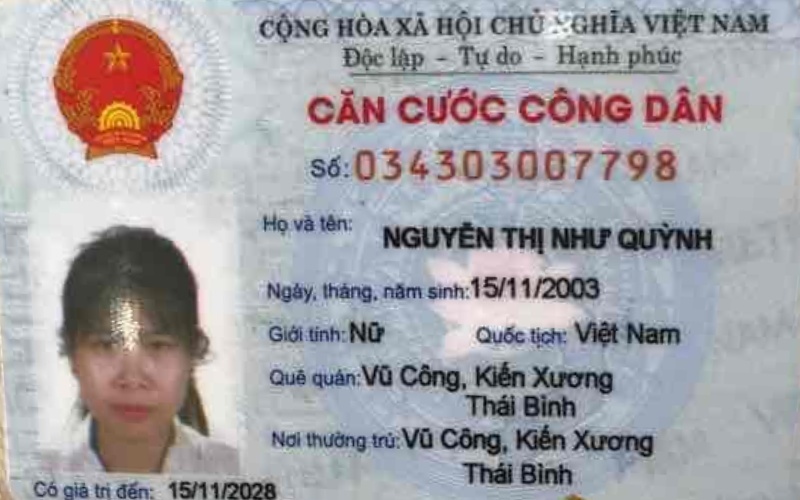 CỘNG HÒA XÃ HỘI CHỦ NGHĨA VIỆT NAM
Độc lập - Tự do - Hạnh phúc
CĂN CƯỚC CÔNG DÂN
Số: 034303007798
Họ và tên: NGUYỄN THỊ NHƯ QUỲNH
Ngày, tháng, năm sinh: 15/11/2003
Giới tính: Nữ Quốc tịch: Việt Nam
Quê quán: Vũ Công, Kiến Xương
Thái Bình
Nơi thường trú: Vũ Công, Kiến Xương
Thái Bình
Có giá trị đến: 15/11/2028